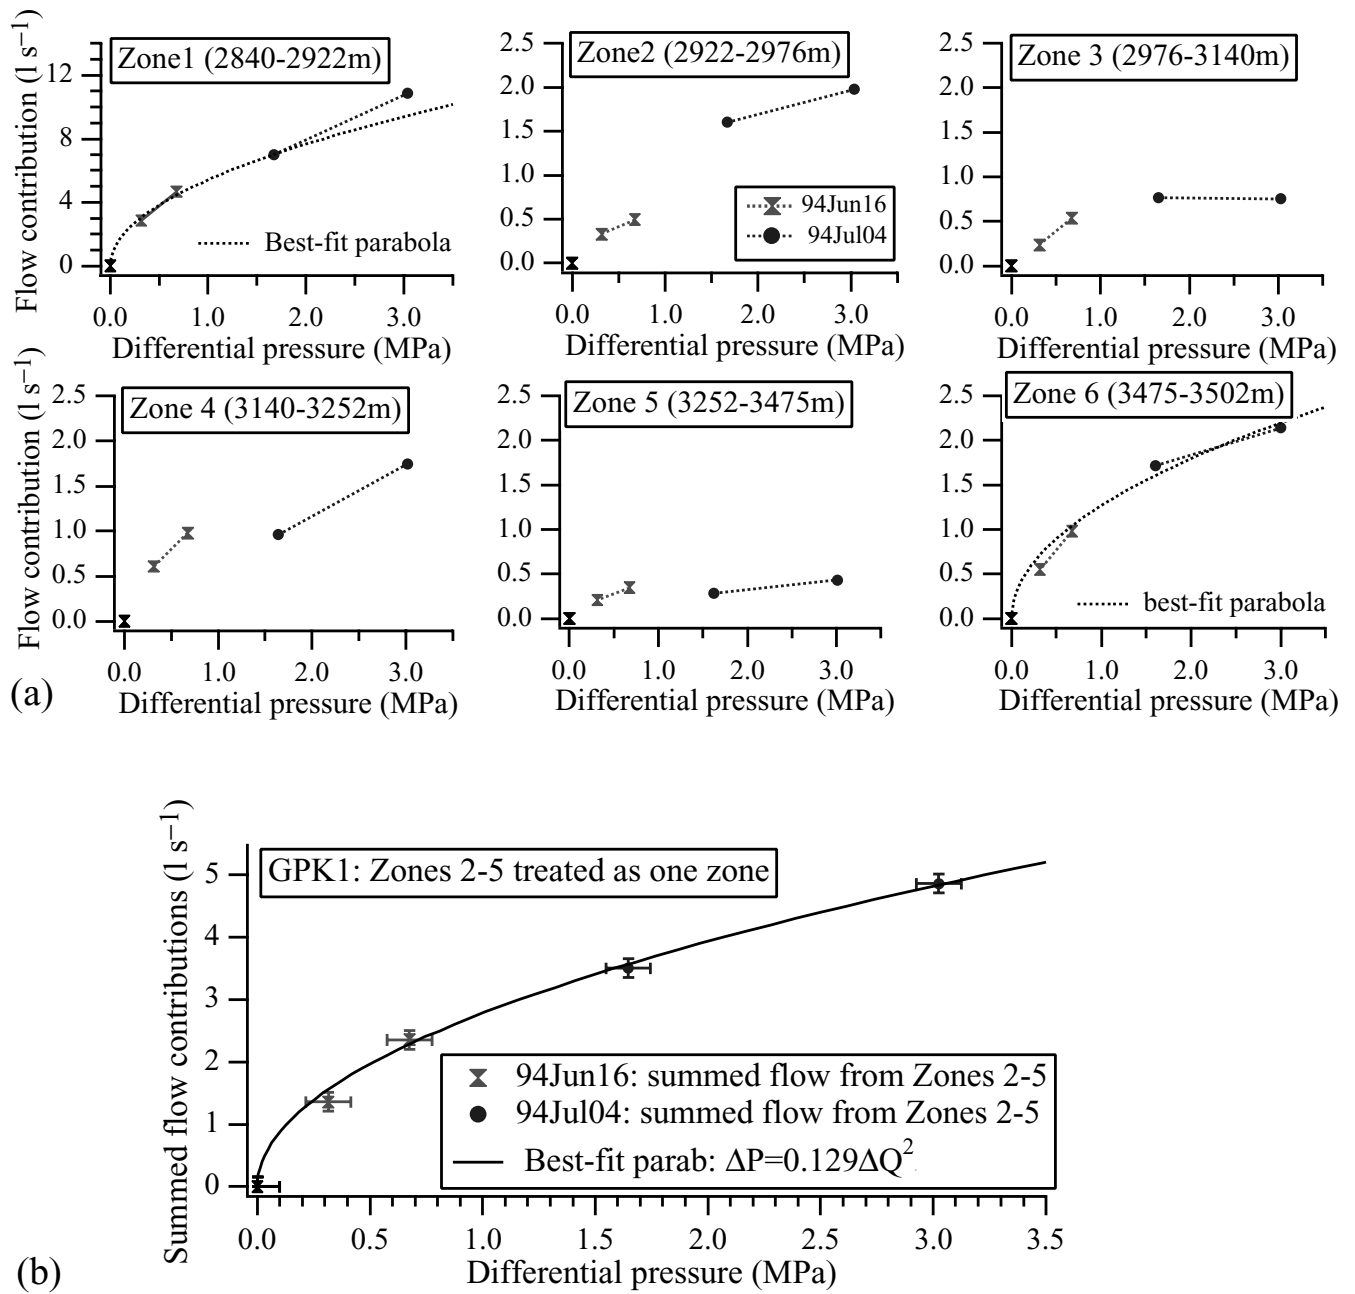 Zone1 (2840-2922m)
Flow contribution (l s⁻¹)
12
8
4
0
Best-fit parabola
0.0 1.0 2.0 3.0
Differential pressure (MPa)
Zone2 (2922-2976m)
2.5
2.0
1.5
1.0
0.5
0.0
94Jun16
94Jul04
0.0 1.0 2.0 3.0
Differential pressure (MPa)
Zone 3 (2976-3140m)
2.5
2.0
1.5
1.0
0.5
0.0
0.0 1.0 2.0 3.0
Differential pressure (MPa)
Zone 4 (3140-3252m)
Flow contribution (l s⁻¹)
2.5
2.0
1.5
1.0
0.5
0.0
0.0 1.0 2.0 3.0
Differential pressure (MPa)
Zone 5 (3252-3475m)
2.5
2.0
1.5
1.0
0.5
0.0
0.0 1.0 2.0 3.0
Differential pressure (MPa)
Zone 6 (3475-3502m)
2.5
2.0
1.5
1.0
0.5
0.0
best-fit parabola
0.0 1.0 2.0 3.0
Differential pressure (MPa)
(a)
GPK1: Zones 2-5 treated as one zone
Summed flow contributions (l s⁻¹)
5
4
3
2
1
0
94Jun16: summed flow from Zones 2-5
94Jul04: summed flow from Zones 2-5
Best-fit parab: ΔP=0.129ΔQ²
0.0 0.5 1.0 1.5 2.0 2.5 3.0 3.5
Differential pressure (MPa)
(b)